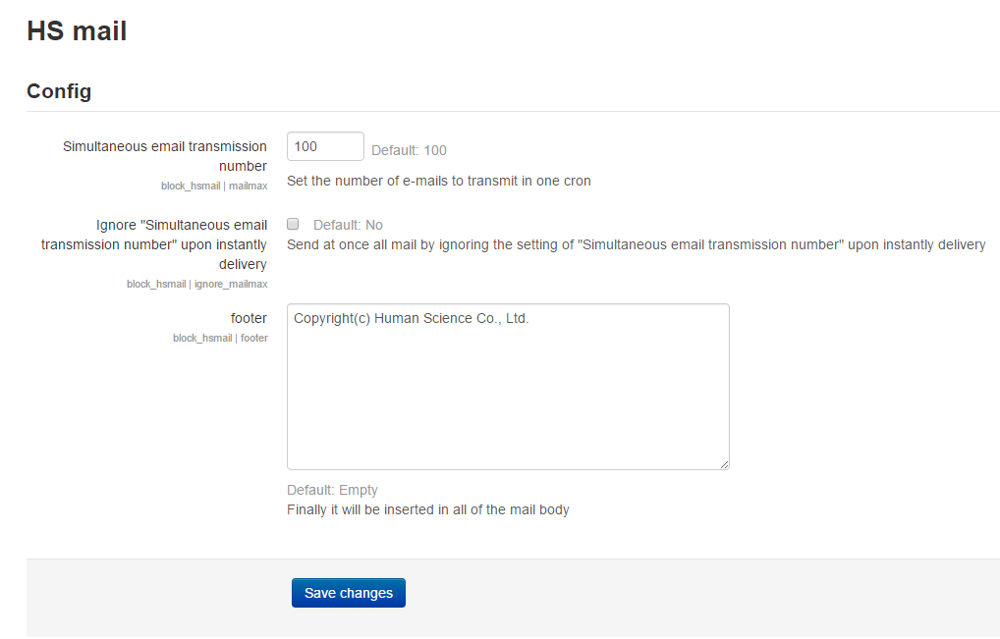 HS mail
Config
Simultaneous email transmission
number
block_hsmail | mailmax
100 Default: 100
Set the number of e-mails to transmit in one cron
Ignore "Simultaneous email
transmission number" upon instantly
delivery
block_hsmail | ignore_mailmax
Default: No
Send at once all mail by ignoring the setting of "Simultaneous email transmission number" upon instantly delivery
footer
block_hsmail | footer
Copyright(c) Human Science Co., Ltd.
Default: Empty
Finally it will be inserted in all of the mail body
Save changes